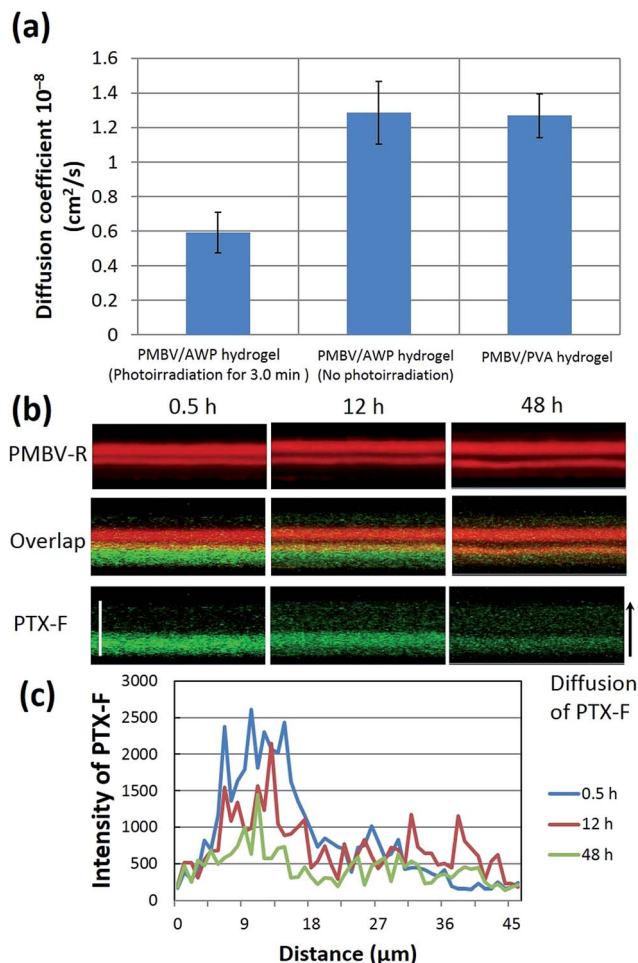 (a)
Diffusion coefficient 10⁻⁸
(cm²/s)
1.6
1.4
1.2
1
0.8
0.6
0.4
0.2
0
PMBV/AWP hydrogel
(Photoirradiation for 3.0 min )
PMBV/AWP hydrogel
(No photoirradiation)
PMBV/PVA hydrogel
(b)
0.5 h
12 h
48 h
PMBV-R
Overlap
PTX-F
Diffusion
of PTX-F
(c)
Intensity of PTX-F
3000
2500
2000
1500
1000
500
0
0
9
18
27
36
45
Distance (μm)
0.5 h
12 h
48 h